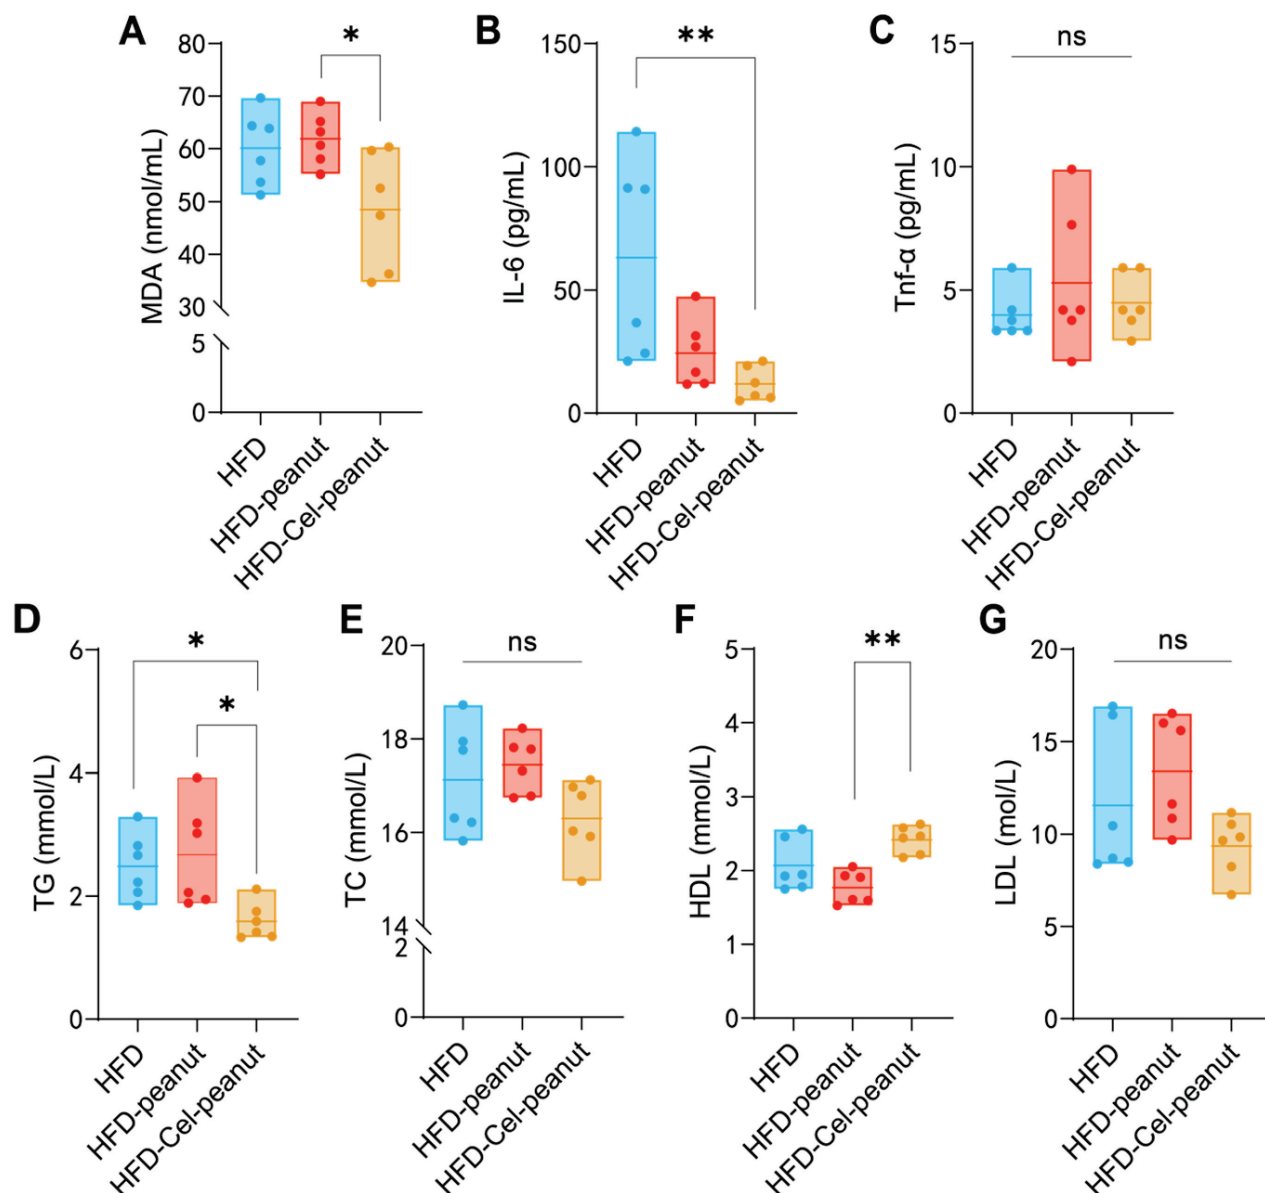 A
MDA (nmol/mL)
80
70
60
50
40
30
5
0
*
HFD
HFD-peanut
HFD-Cel-peanut
B
IL-6 (pg/mL)
150
100
50
0
**
HFD
HFD-peanut
HFD-Cel-peanut
C
Tnf-α (pg/mL)
15
10
5
0
ns
HFD
HFD-peanut
HFD-Cel-peanut
D
TG (mmol/L)
6
4
2
0
*
*
HFD
HFD-peanut
HFD-Cel-peanut
E
TC (mmol/L)
20
18
16
14
2
0
ns
HFD
HFD-peanut
HFD-Cel-peanut
F
HDL (mmol/L)
5
4
3
2
1
0
**
HFD
HFD-peanut
HFD-Cel-peanut
G
LDL (mol/L)
20
15
10
5
0
ns
HFD
HFD-peanut
HFD-Cel-peanut